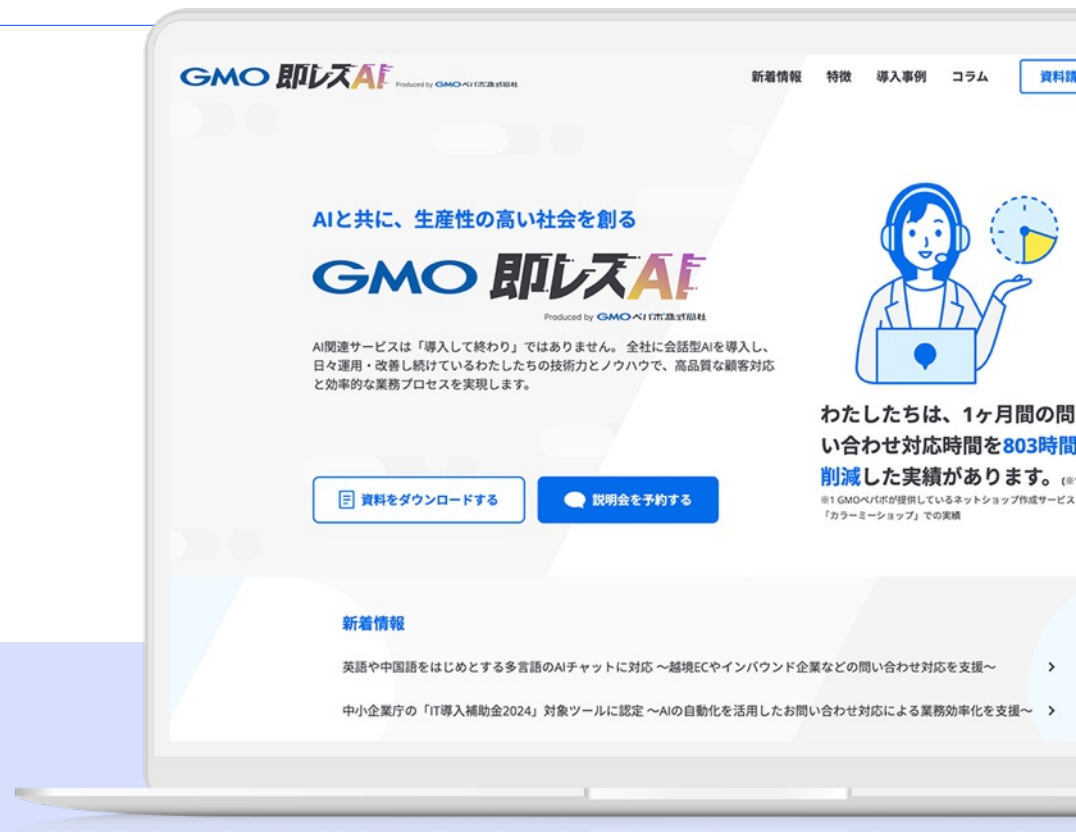 GMO 即レスAI Produced by GMOペパボ株式会社
新着情報 特徴 導入事例 コラム 資料請
AIと共に、生産性の高い社会を創る
GMO 即レスAI
Produced by GMOペパボ株式会社
AI関連サービスは「導入して終わり」ではありません。 全社に会話型AIを導入し、
日々運用・改善し続けているわたしたちの技術力とノウハウで、高品質な顧客対応
と効率的な業務プロセスを実現します。
資料をダウンロードする 説明会を予約する
わたしたちは、1ヶ月間の問
い合わせ対応時間を803時間
削減した実績があります。(※
※1 GMOペパボが提供しているネットショップ作成サービス
「カラーミーショップ」での実績
新着情報
英語や中国語をはじめとする多言語のAIチャットに対応 ～越境ECやインバウンド企業などの問い合わせ対応を支援～
中小企業庁の「IT導入補助金2024」対象ツールに認定 ～AIの自動化を活用したお問い合わせ対応による業務効率化を支援～